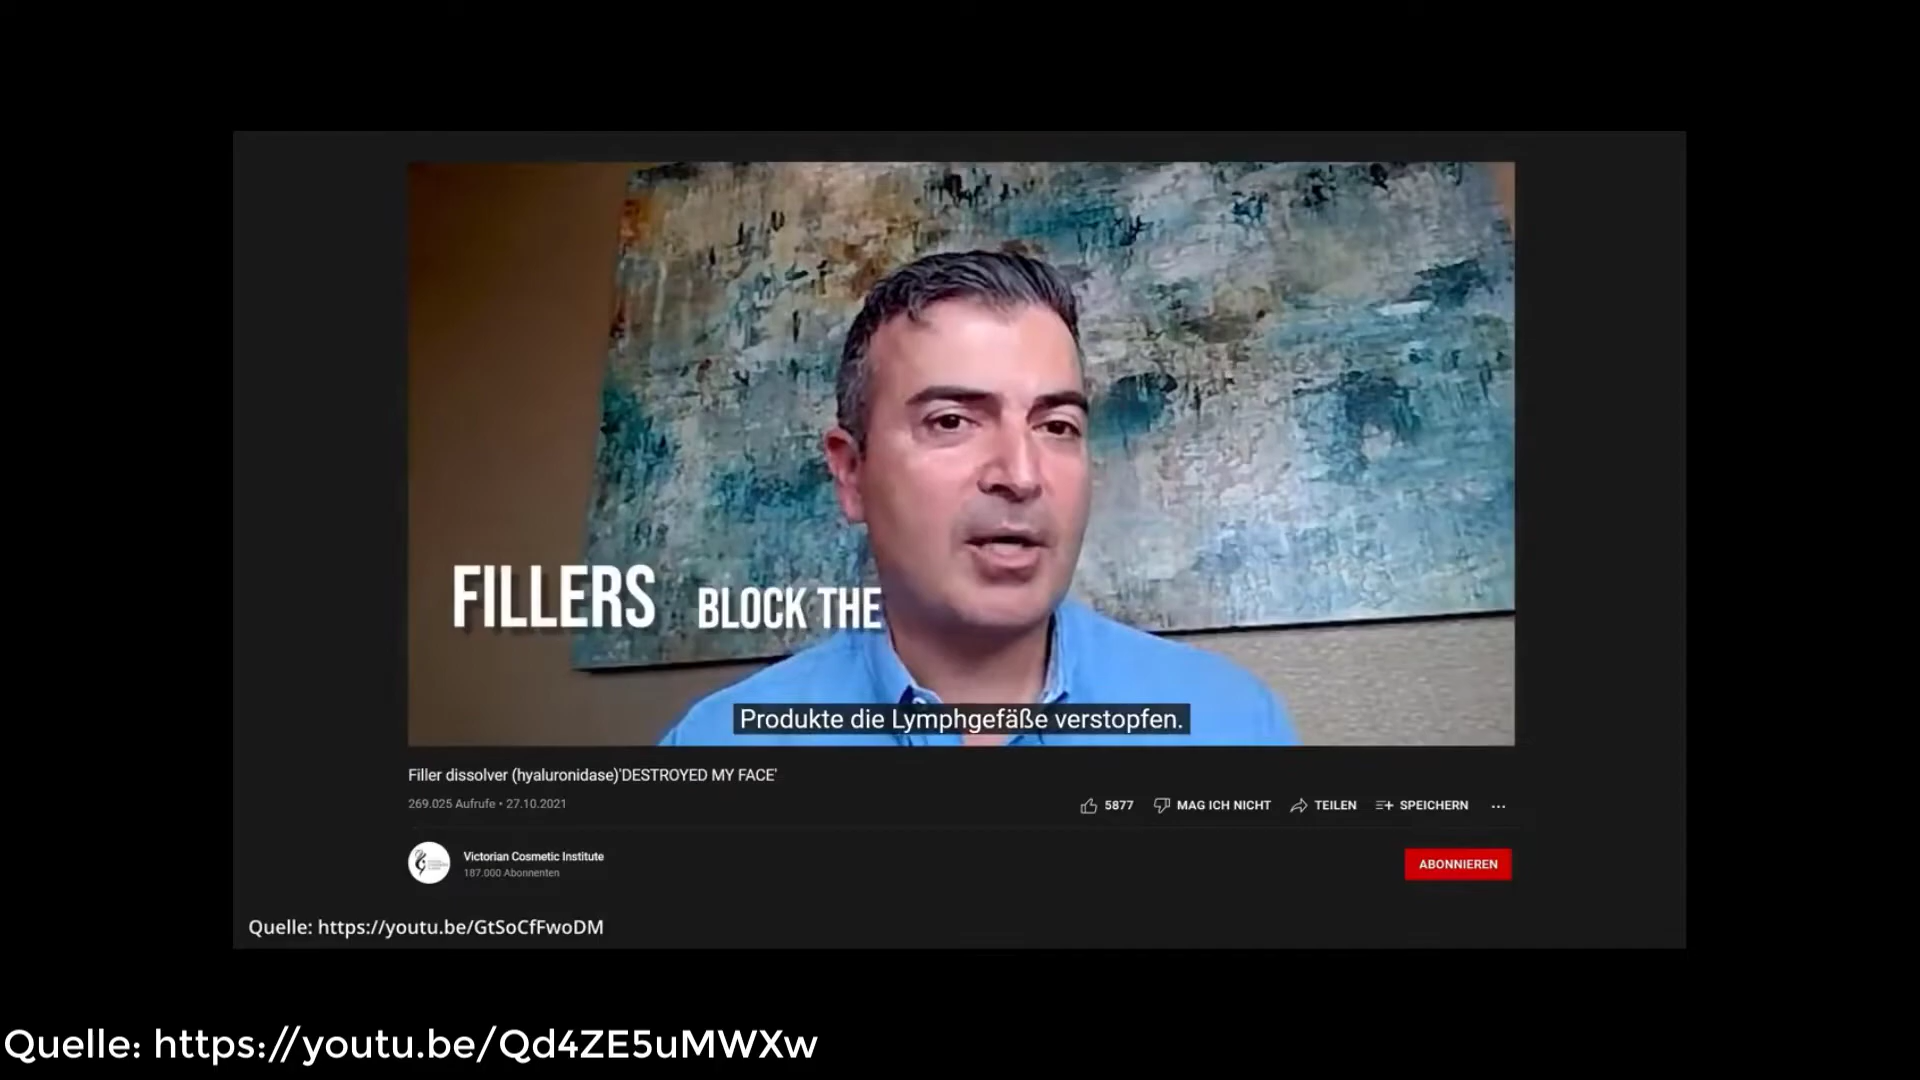 FILLERS BLOCK THE
Produkte die Lymphgefäße verstopfen.
Filler dissolver (hyaluronidase)'DESTROYED MY FACE'
269.025 Aufrufe • 27.10.2021
5877 MAG ICH NICHT TEILEN SPEICHERN ...
Victorian Cosmetic Institute
187.000 Abonnenten
ABONNIEREN
Quelle: https://youtu.be/GtSoCfFwoDM
Quelle: https://youtu.be/Qd4ZE5uMWXw